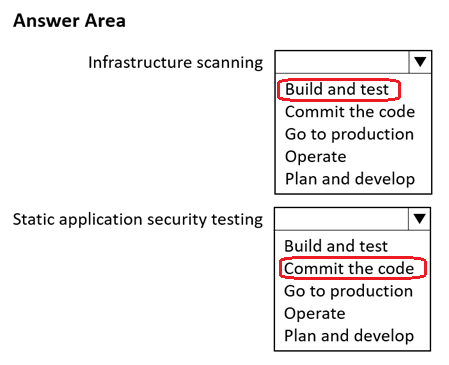 Answer Area
Infrastructure scanning
Build and test
Commit the code
Go to production
Operate
Plan and develop
Static application security testing
Build and test
Commit the code
Go to production
Operate
Plan and develop